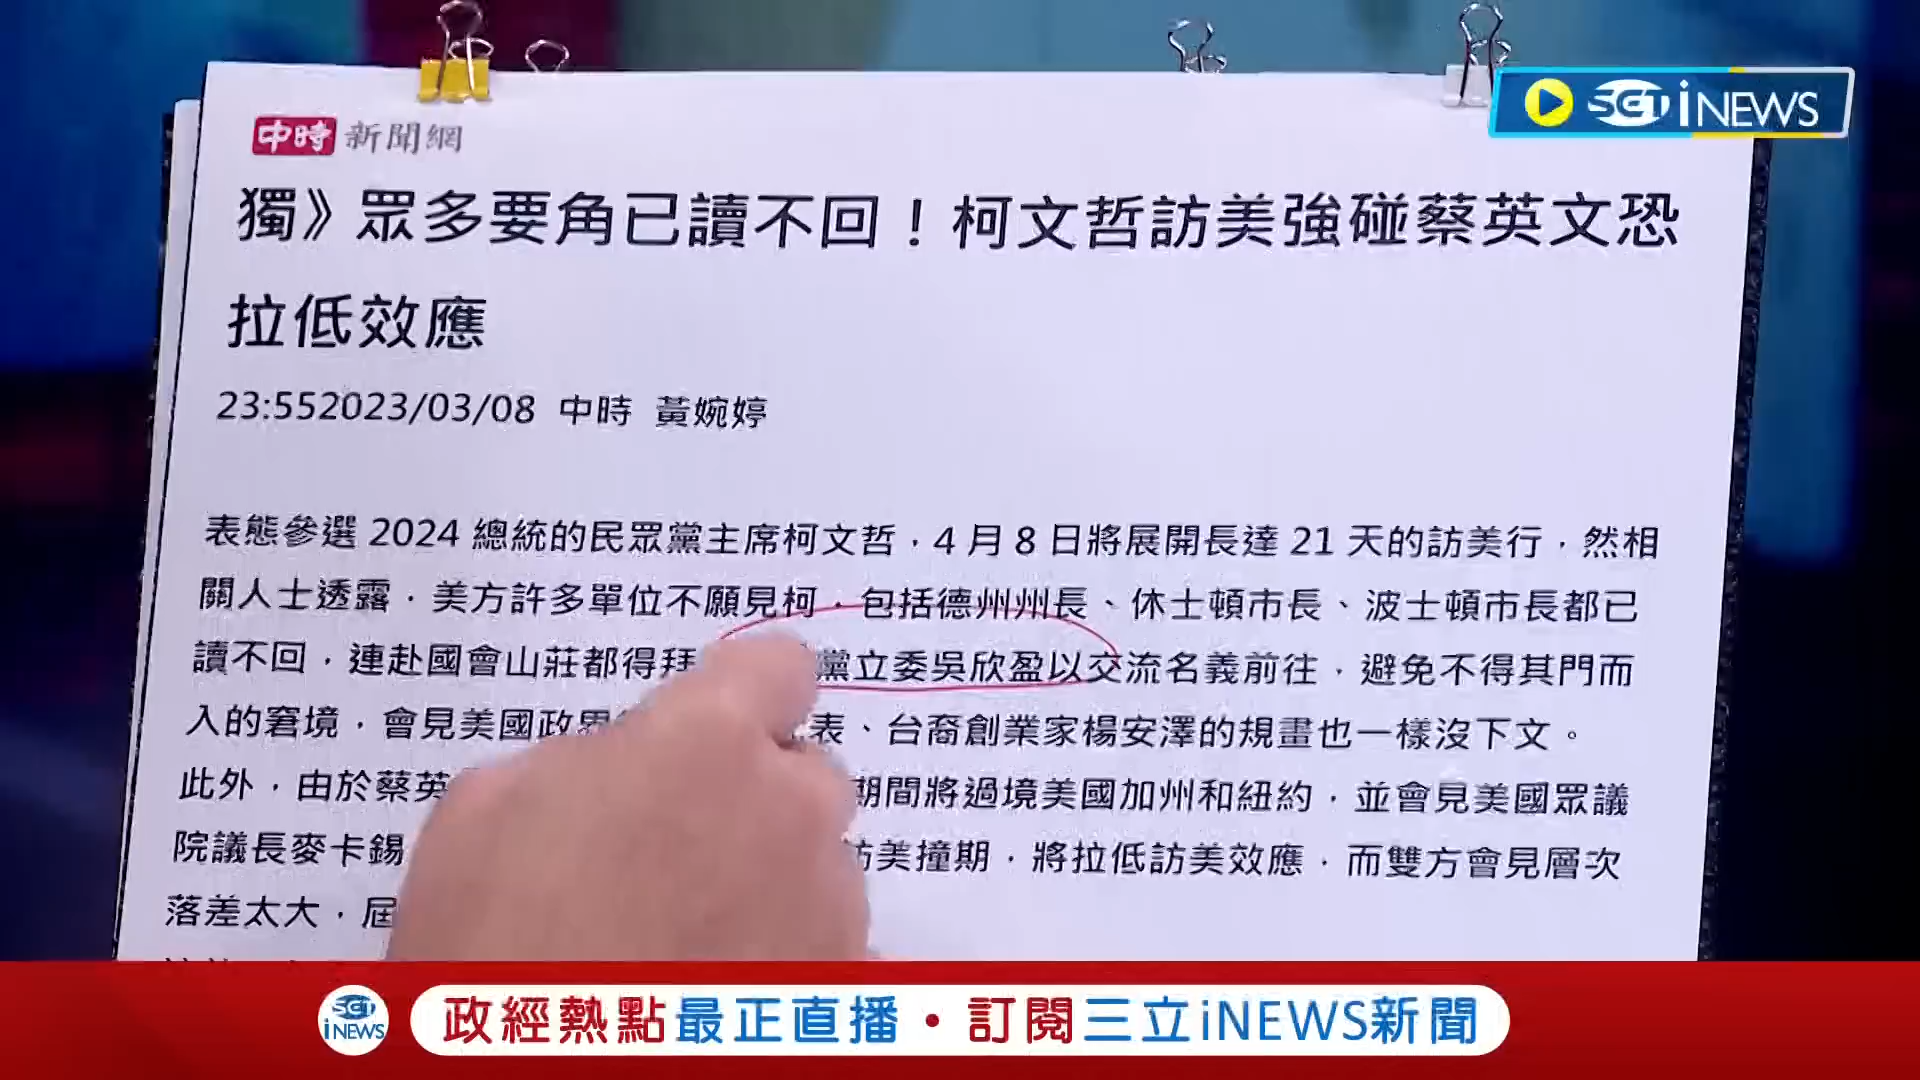 SET iNEWS
中時 新聞網
獨》眾多要角已讀不回！柯文哲訪美強碰蔡英文恐
拉低效應
23:552023/03/08 中時 黃婉婷
表態參選 2024 總統的民眾黨主席柯文哲，4 月 8 日將展開長達 21 天的訪美行，然相
關人士透露，美方許多單位不願見柯，包括德州州長、休士頓市長、波士頓市長都已
讀不回，連赴國會山莊都得拜 黨立委吳欣盈以交流名義前往，避免不得其門而
入的窘境，會見美國政界 表、台裔創業家楊安澤的規畫也一樣沒下文。
此外，由於蔡英 期間將過境美國加州和紐約，並會見美國眾議
院議長麥卡錫 訪美撞期，將拉低訪美效應，而雙方會見層次
落差太大，屆
SET iNEWS 政經熱點最正直播・訂閱三立iNEWS新聞